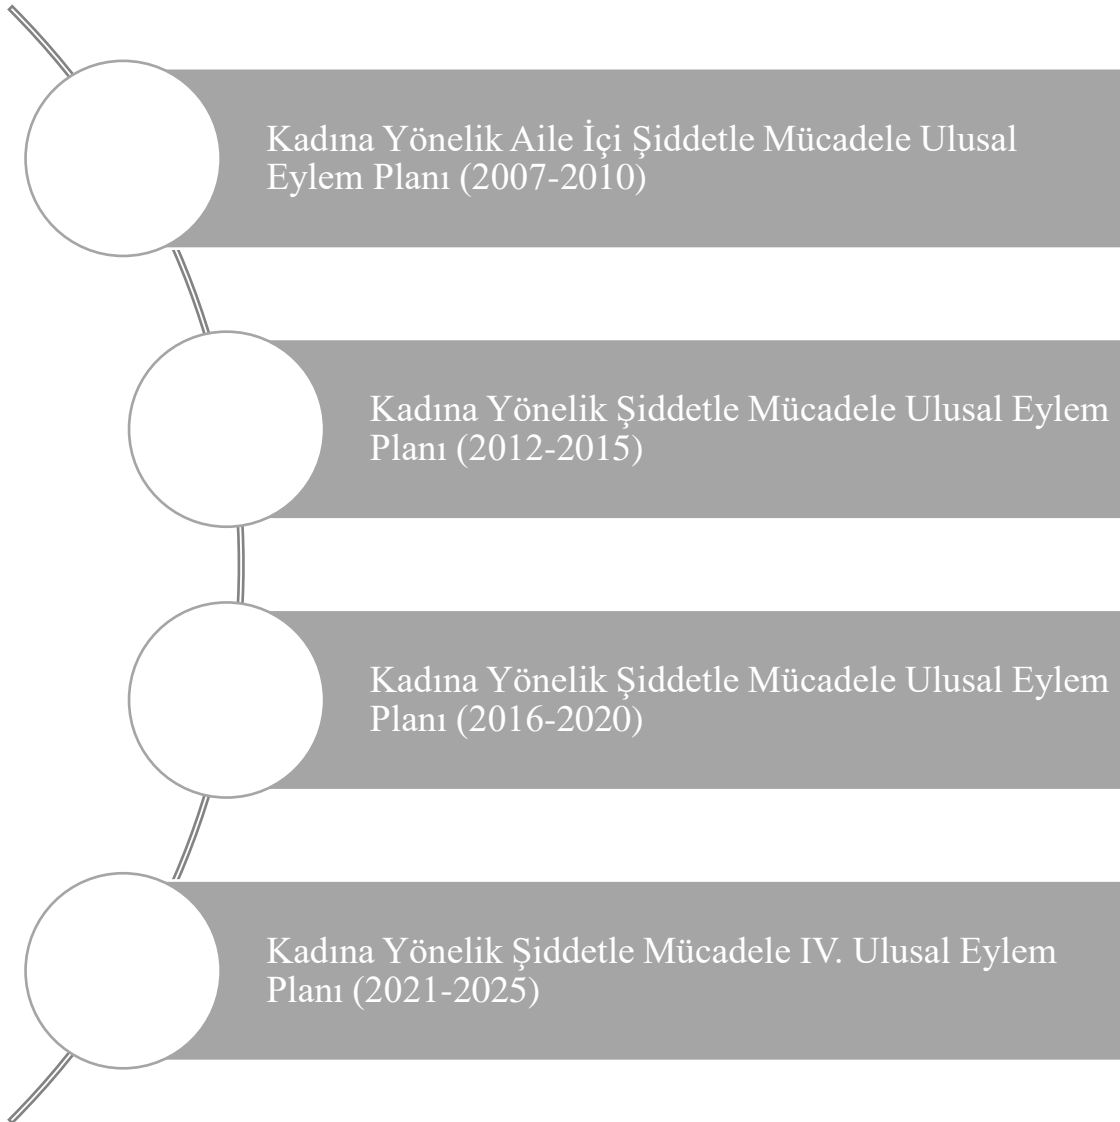 Kadına Yönelik Aile İçi Şiddetle Mücadele Ulusal
Eylem Planı (2007-2010)
Kadına Yönelik Şiddetle Mücadele Ulusal Eylem
Planı (2012-2015)
Kadına Yönelik Şiddetle Mücadele Ulusal Eylem
Planı (2016-2020)
Kadına Yönelik Şiddetle Mücadele IV. Ulusal Eylem
Planı (2021-2025)